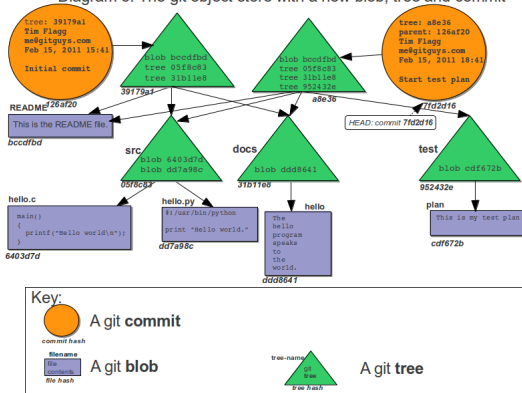 Diagram 3: The git object store with a new blob, tree and commit
tree: 39179a1
Tim Flagg
me@gitguys.com
Feb 15, 2011 15:41
Initial commit
126af20
blob bccdfbd
tree 05f8c83
tree 31b11e8
39179a1
blob bccdfbd
tree 05f8c83
tree 31b11e8
tree 952432e
a8e36
tree: a8e36
parent: 126af20
Tim Flagg
me@gitguys.com
Feb 15, 2011 18:41
Start test plan
7fd2d16
HEAD: commit 7fd2d16
README
This is the README file.
bccdfbd
src
blob 6403d7d
blob dd7a98c
05f8c83
docs
blob ddd8641
31b11e8
test
blob cdf672b
952432e
hello.c
main()
{
printf("Hello world\n");
}
6403d7d
hello.py
#!/usr/bin/python
print "Hello world."
dd7a98c
hello
The
hello
program
speaks
to
the
world.
ddd8641
plan
This is my test plan
cdf672b
Key:
A git commit
commit hash
filename
file
contents
file hash
A git blob
tree-name
git
tree
tree hash
A git tree